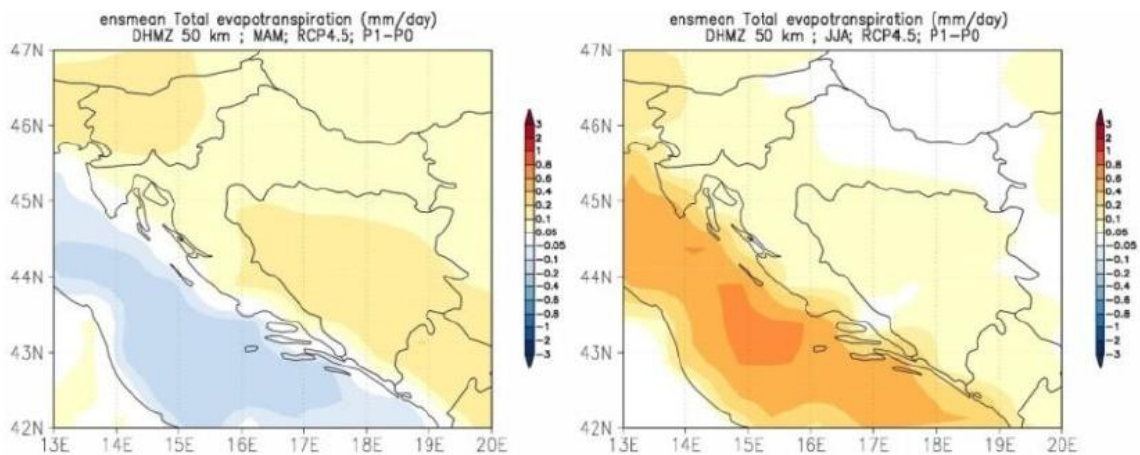 ensmean Total evapotranspiration (mm/day)
DHMZ 50 km ; MAM; RCP4.5; P1-P0
47N
46N
45N
44N
43N
42N
13E 14E 15E 16E 17E 18E 19E 20E
3
2
1
0.8
0.6
0.4
0.2
0.1
0.05
-0.05
-0.1
-0.2
-0.4
-0.6
-0.8
-1
-2
-3
ensmean Total evapotranspiration (mm/day)
DHMZ 50 km ; JJA; RCP4.5; P1-P0
47N
46N
45N
44N
43N
42N
13E 14E 15E 16E 17E 18E 19E 20E
3
2
1
0.8
0.6
0.4
0.2
0.1
0.05
-0.05
-0.1
-0.2
-0.4
-0.6
-0.8
-1
-2
-3